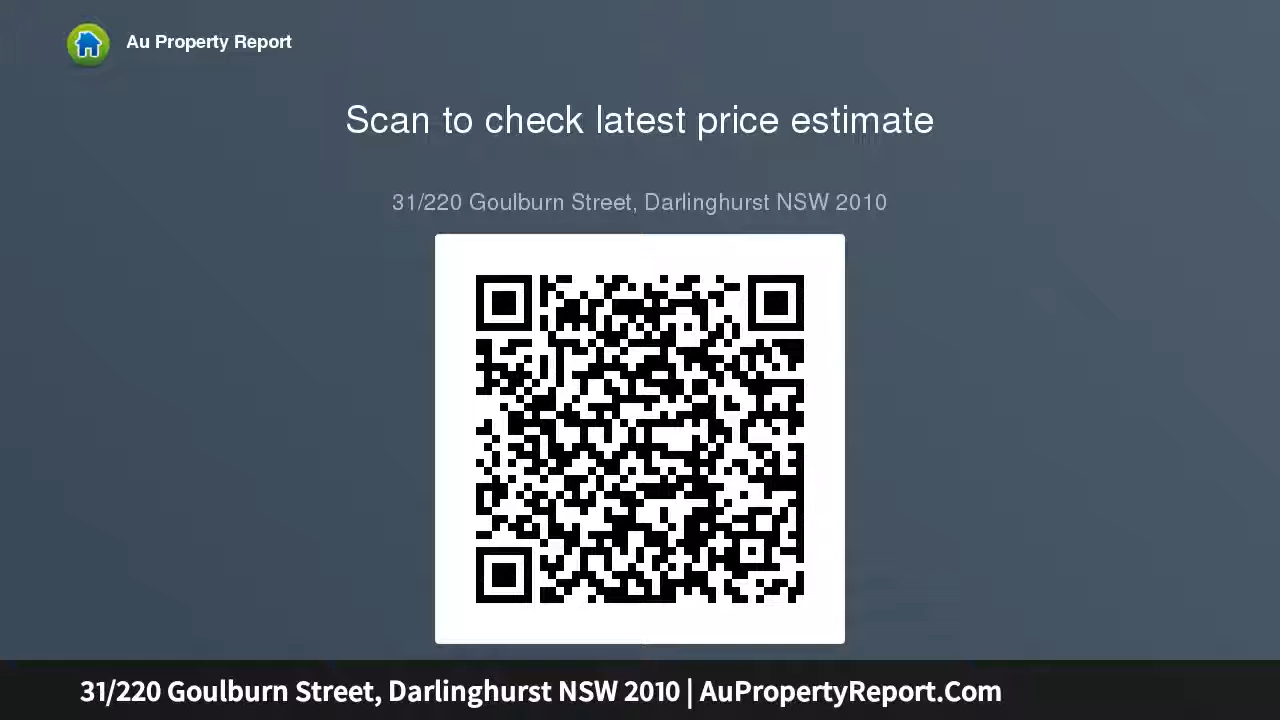 Au Property Report
Scan to check latest price estimate
31/220 Goulburn Street, Darlinghurst NSW 2010
31/220 Goulburn Street, Darlinghurst NSW 2010 | AuPropertyReport.Com